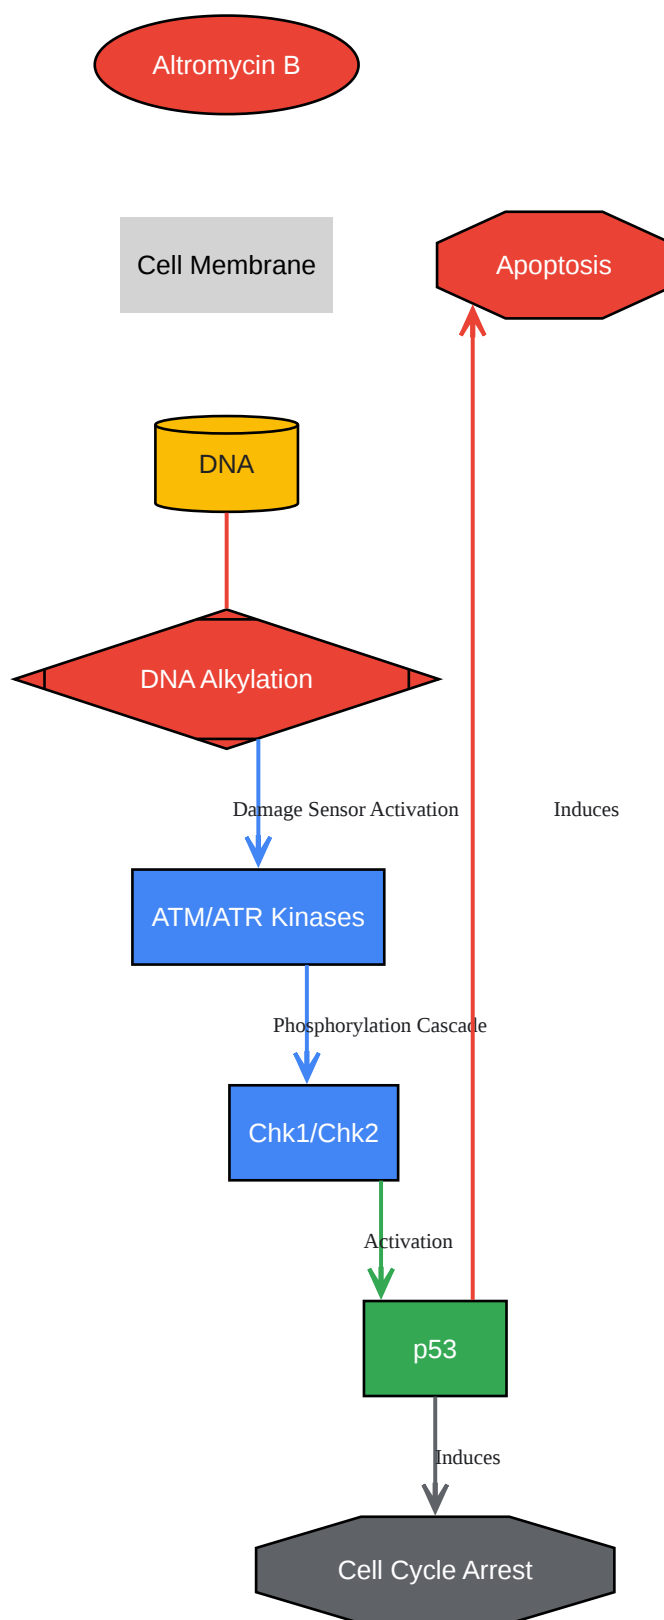 Altromycin B
Cell Membrane
Apoptosis
DNA
DNA Alkylation
Damage Sensor Activation
Induces
ATM/ATR Kinases
Phosphorylation Cascade
Chk1/Chk2
Activation
p53
Induces
Cell Cycle Arrest